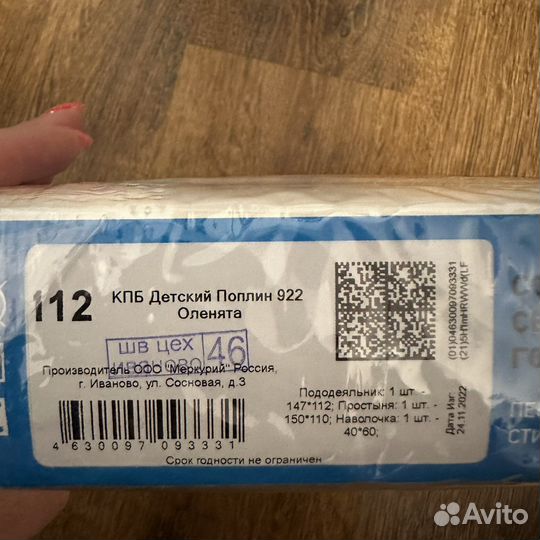 112
КПБ Детский Поплин 922
Оленята
шв цех
46
Производитель ООО "Меркурий" Россия,
г. Иваново, ул. Сосновая, д.3
4 630097 093331
Пододеяльник: 1 шт. -
147*112; Простыня: 1 шт. -
150*110; Наволочка: 1 шт. -
40*60;
Срок годности не ограничен
(01)04630097093331
Дата Изг:
24.11.2022
Avito